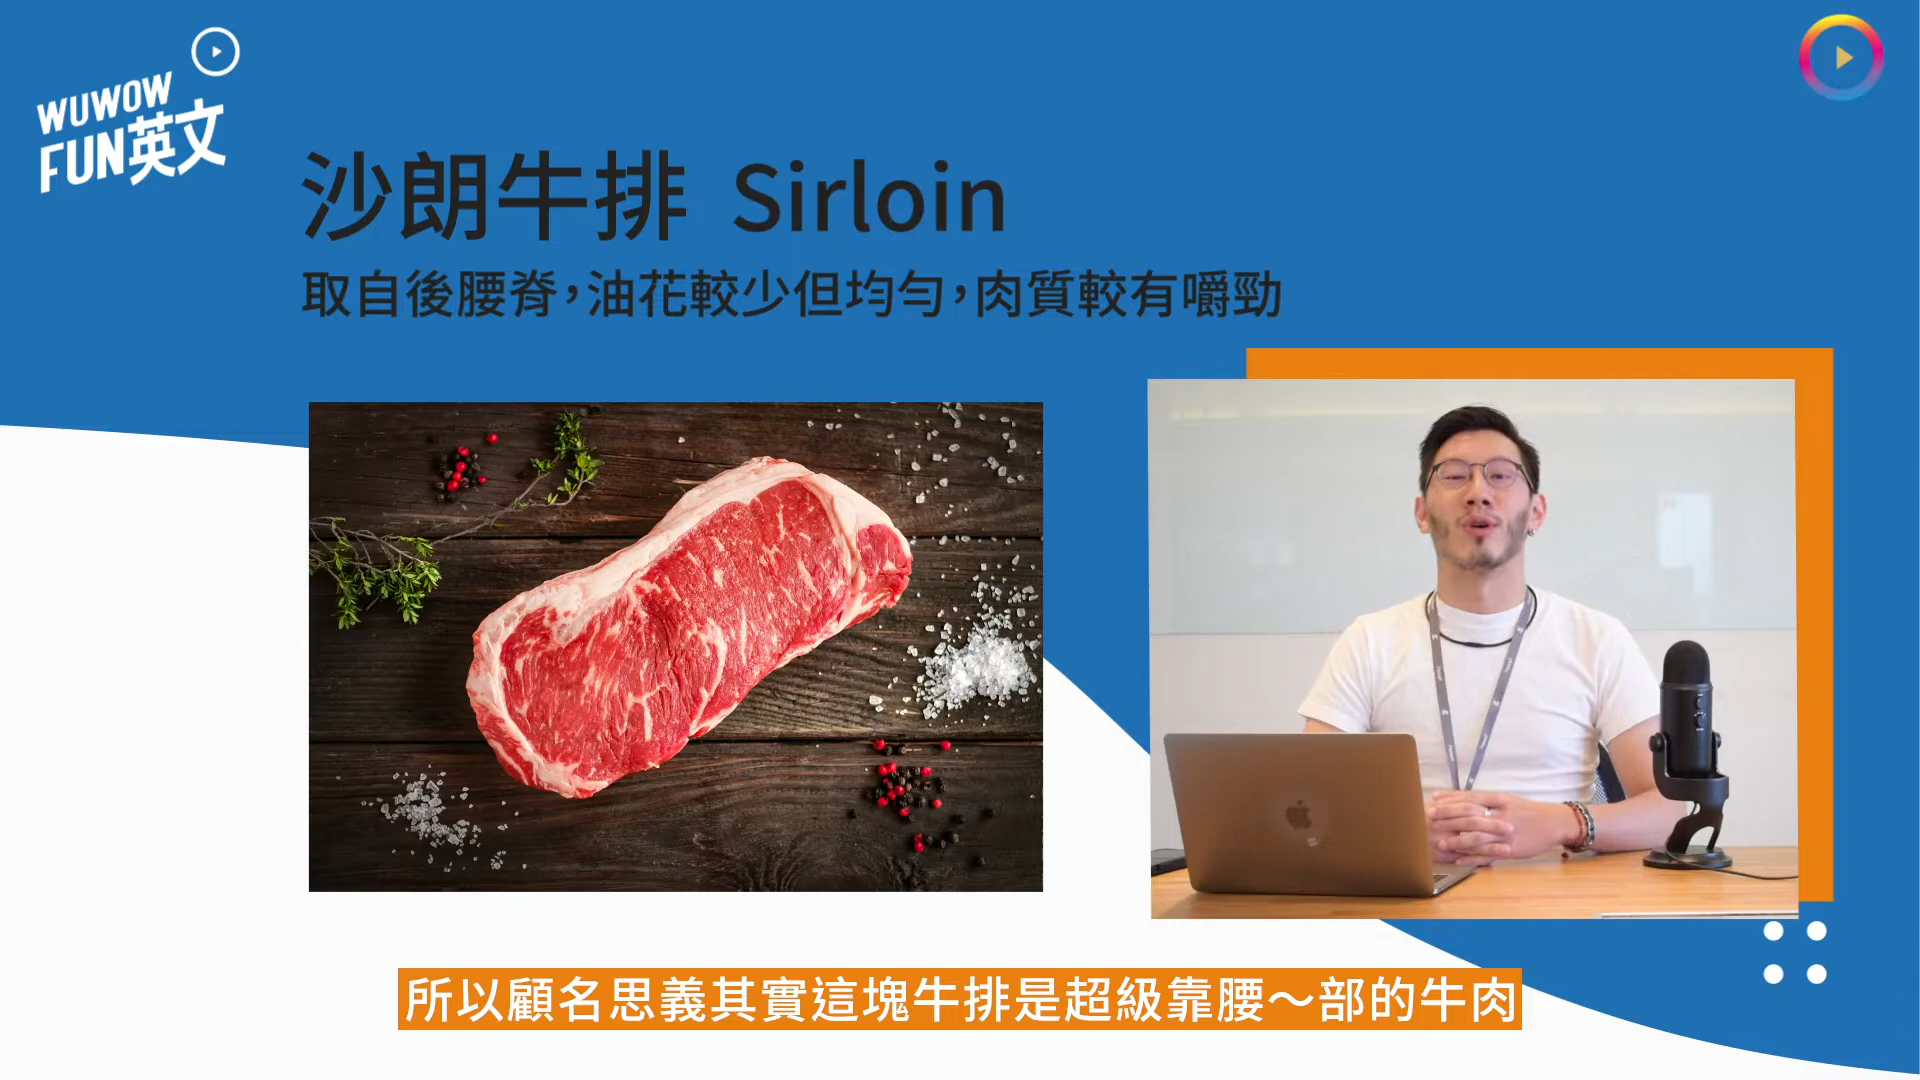 WUWOW
FUN英文
沙朗牛排 Sirloin
取自後腰脊，油花較少但均勻，肉質較有嚼勁
所以顧名思義其實這塊牛排是超級靠腰～部的牛肉